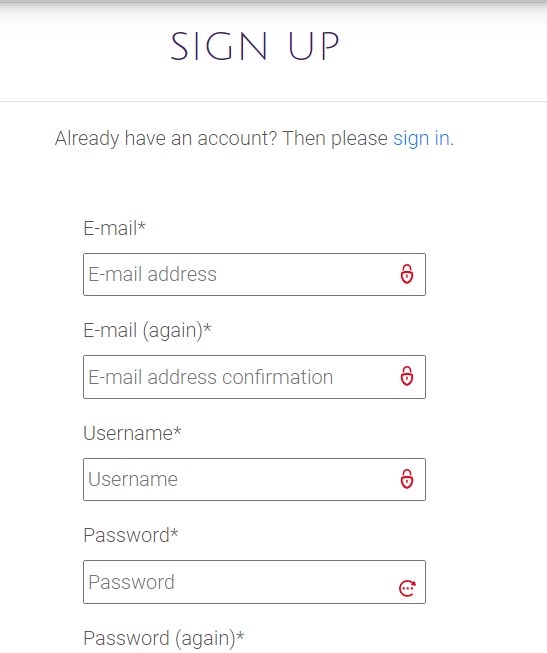 SIGN UP
Already have an account? Then please sign in.
E-mail*
E-mail address
E-mail (again)*
E-mail address confirmation
Username*
Username
Password*
Password
Password (again)*